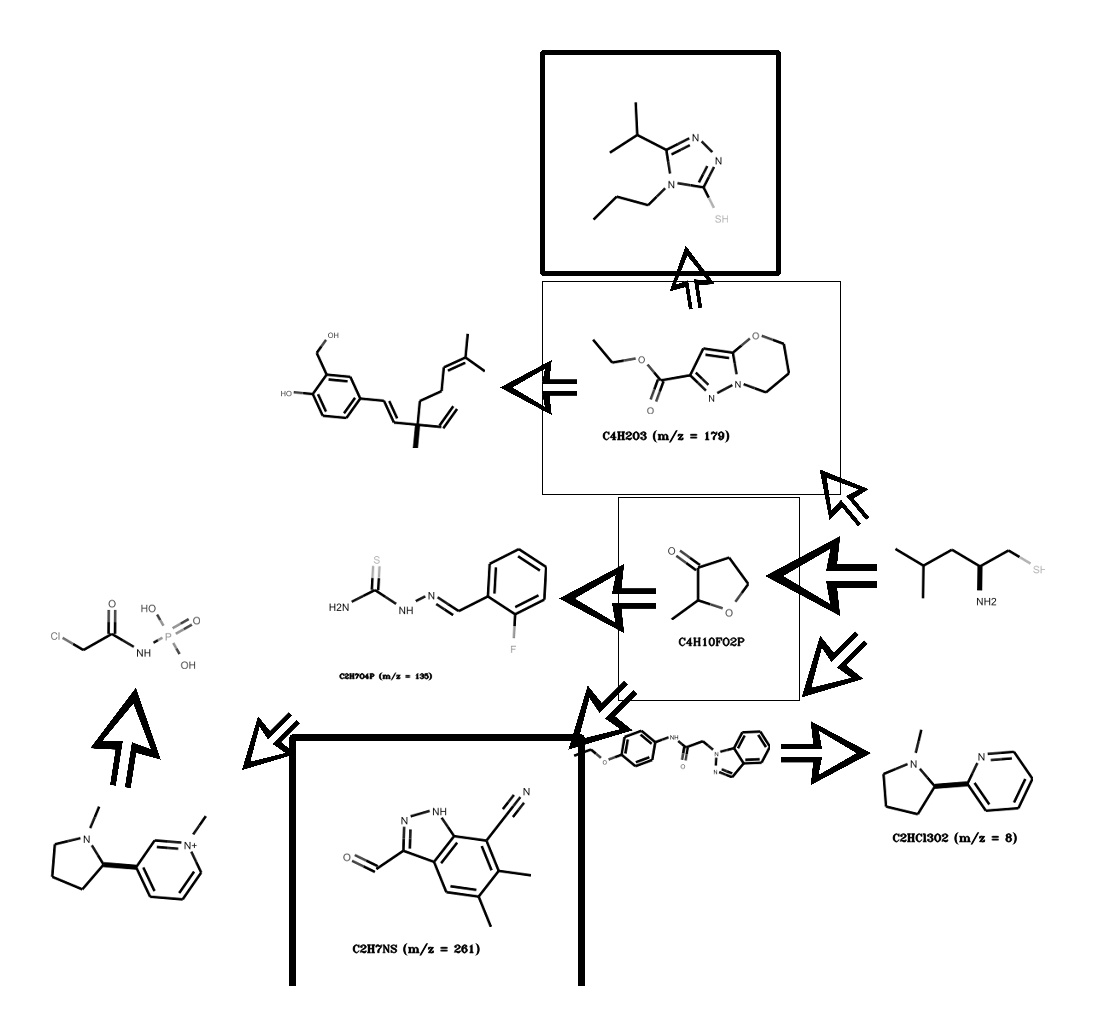 N
N
N
SH
O
O
O
N
N
C4H2O3 (m/z = 179)
OH
HO
S
H2N
NH
N
F
C2H7O4P (m/z = 135)
O
O
C4H10FO2P
SH
NH2
O
Cl
NH
HO
P
O
OH
NH
O
O
N
N
N
N
C2HCl3O2 (m/z = 8)
N
N+
N
NH
N
O
C2H7NS (m/z = 261)